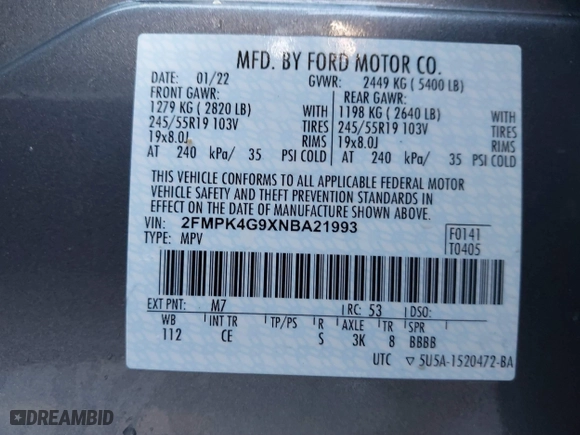 MFD. BY FORD MOTOR CO.
DATE: 01/22 GVWR: 2449 KG ( 5400 LB)
FRONT GAWR: REAR GAWR:
1279 KG ( 2820 LB) WITH 1198 KG ( 2640 LB) WITH
245/55R19 103V TIRES 245/55R19 103V TIRES
19x8.0J RIMS 19x8.0J RIMS
AT 240 kPa/ 35 PSI COLD AT 240 kPa/ 35 PSI COLD
THIS VEHICLE CONFORMS TO ALL APPLICABLE FEDERAL MOTOR
VEHICLE SAFETY AND THEFT PREVENTION STANDARDS IN
EFFECT ON THE DATE OF MANUFACTURE SHOWN ABOVE.
VIN: 2FMPK4G9XNBA21993 F0141
TYPE: MPV T0405
EXT PNT: M7 RC: 53 DSO:
WB INT TR TP/PS R AXLE TR SPR
112 CE S 3K 8 BBBB
UTC ▽ 5U5A-1520472-BA
DREAMBID